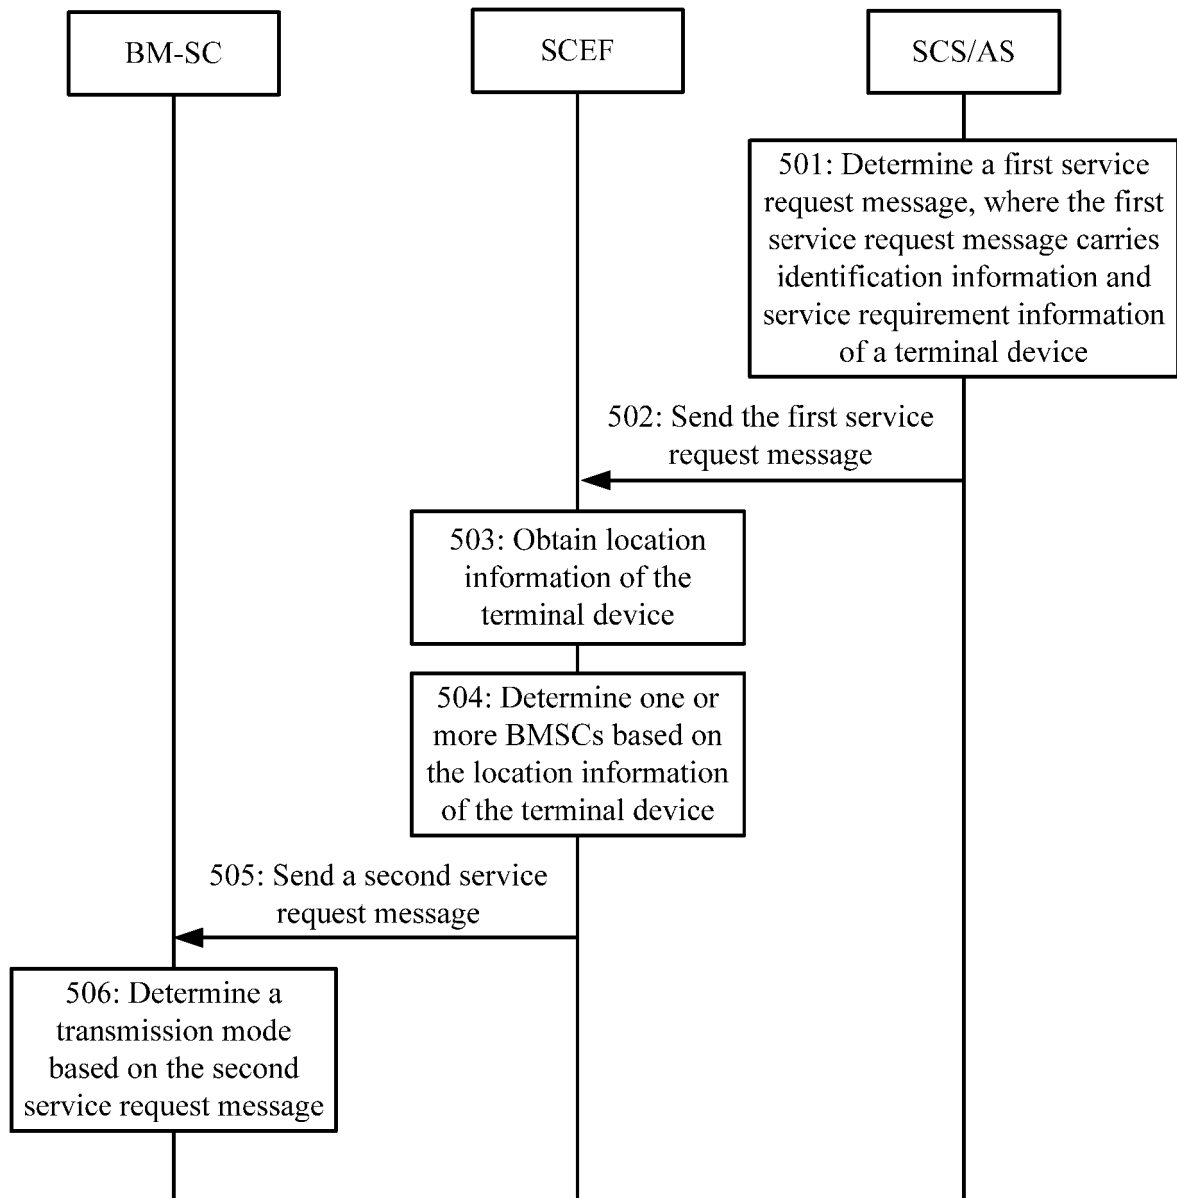 BM-SC
SCEF
SCS/AS
501: Determine a first service
request message, where the first
service request message carries
identification information and
service requirement information
of a terminal device
502: Send the first service
request message
503: Obtain location
information of the
terminal device
504: Determine one or
more BMSCs based on
the location information
of the terminal device
505: Send a second service
request message
506: Determine a
transmission mode
based on the second
service request message